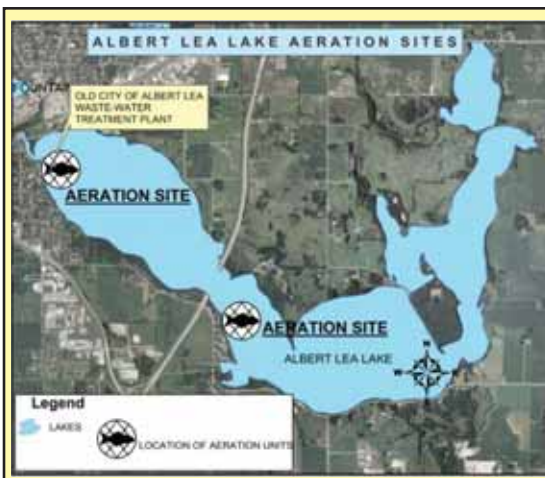 ALBERT LEA LAKE AERATION SITES
OUNTAI
OLD CITY OF ALBERT LEA
WASTE-WATER
TREATMENT PLANT
AERATION SITE
AERATION SITE
ALBERT LEA LAKE
N
W
S
Legend
LAKES
LOCATION OF AERATION UNITS